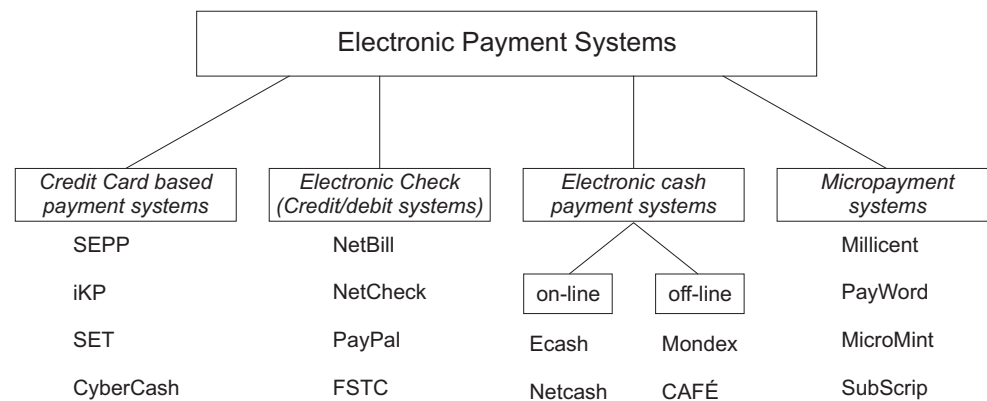 Electronic Payment Systems
Credit Card based
payment systems
SEPP
iKP
SET
CyberCash
Electronic Check
(Credit/debit systems)
NetBill
NetCheck
PayPal
FSTC
Electronic cash
payment systems
on-line
Ecash
Netcash
off-line
Mondex
CAFÉ
Micropayment
systems
Millicent
PayWord
MicroMint
SubScrip